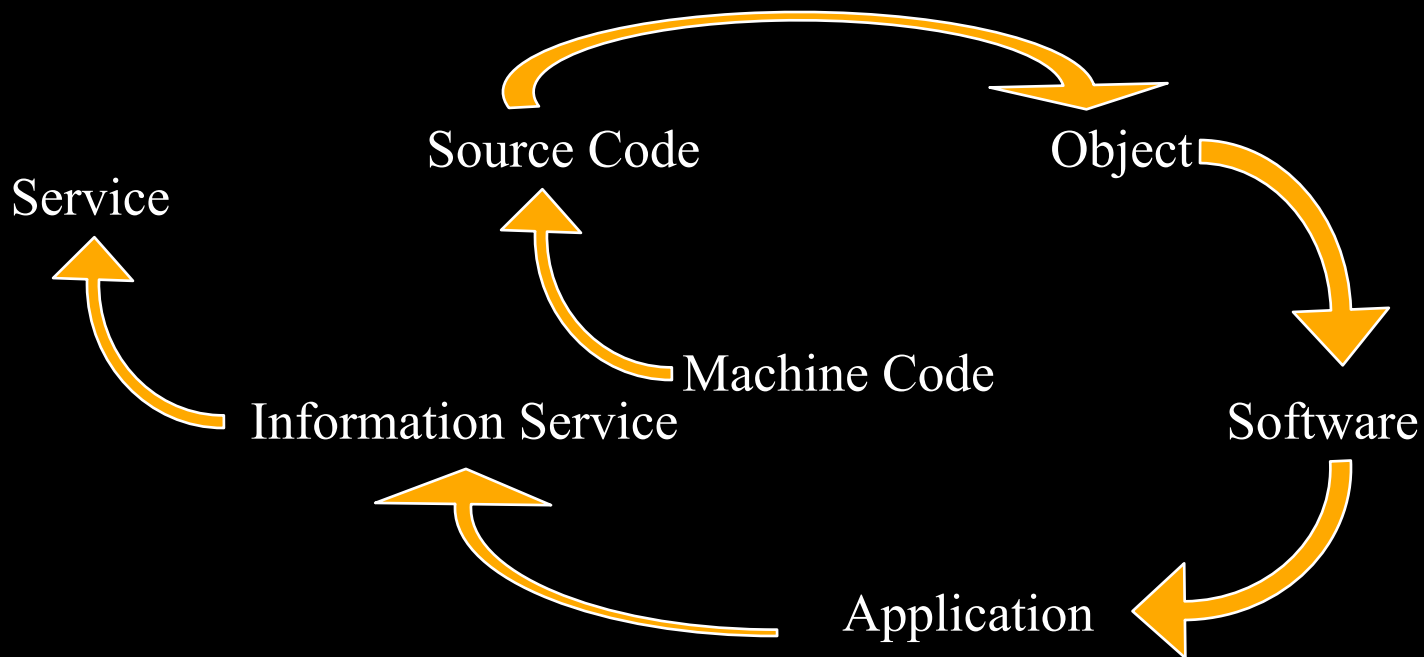 Source Code
Object
Service
Machine Code
Information Service
Software
Application